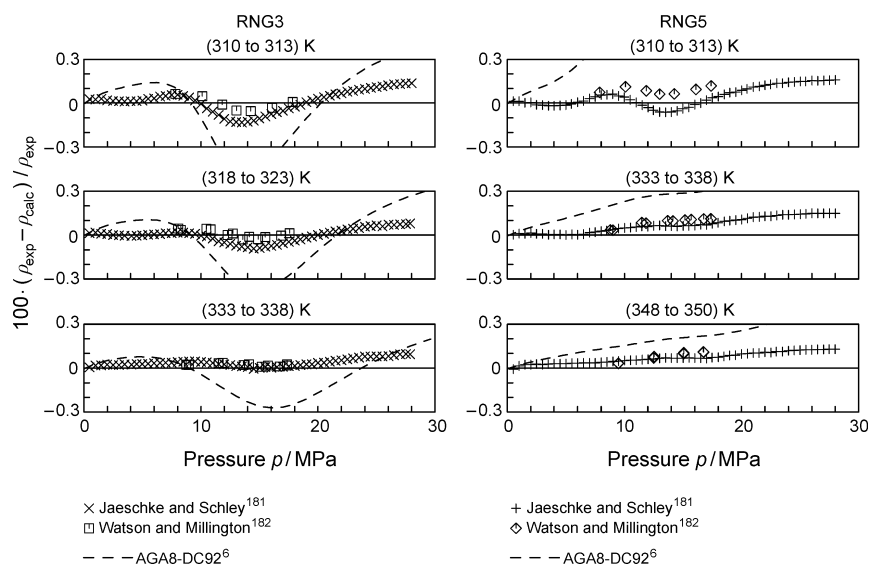 RNG3
RNG5
(310 to 313) K
(310 to 313) K
0.3
0
−0.3
0.3
0
−0.3
(318 to 323) K
(333 to 338) K
0.3
0
−0.3
0.3
0
−0.3
(333 to 338) K
(348 to 350) K
0.3
0
−0.3
0.3
0
−0.3
100·(ρexp−ρcalc)/ρexp
0 10 20 30
0 10 20 30
Pressure p/MPa
Pressure p/MPa
Jaeschke and Schley181
Watson and Millington182
AGA8-DC926
Jaeschke and Schley181
Watson and Millington182
AGA8-DC926